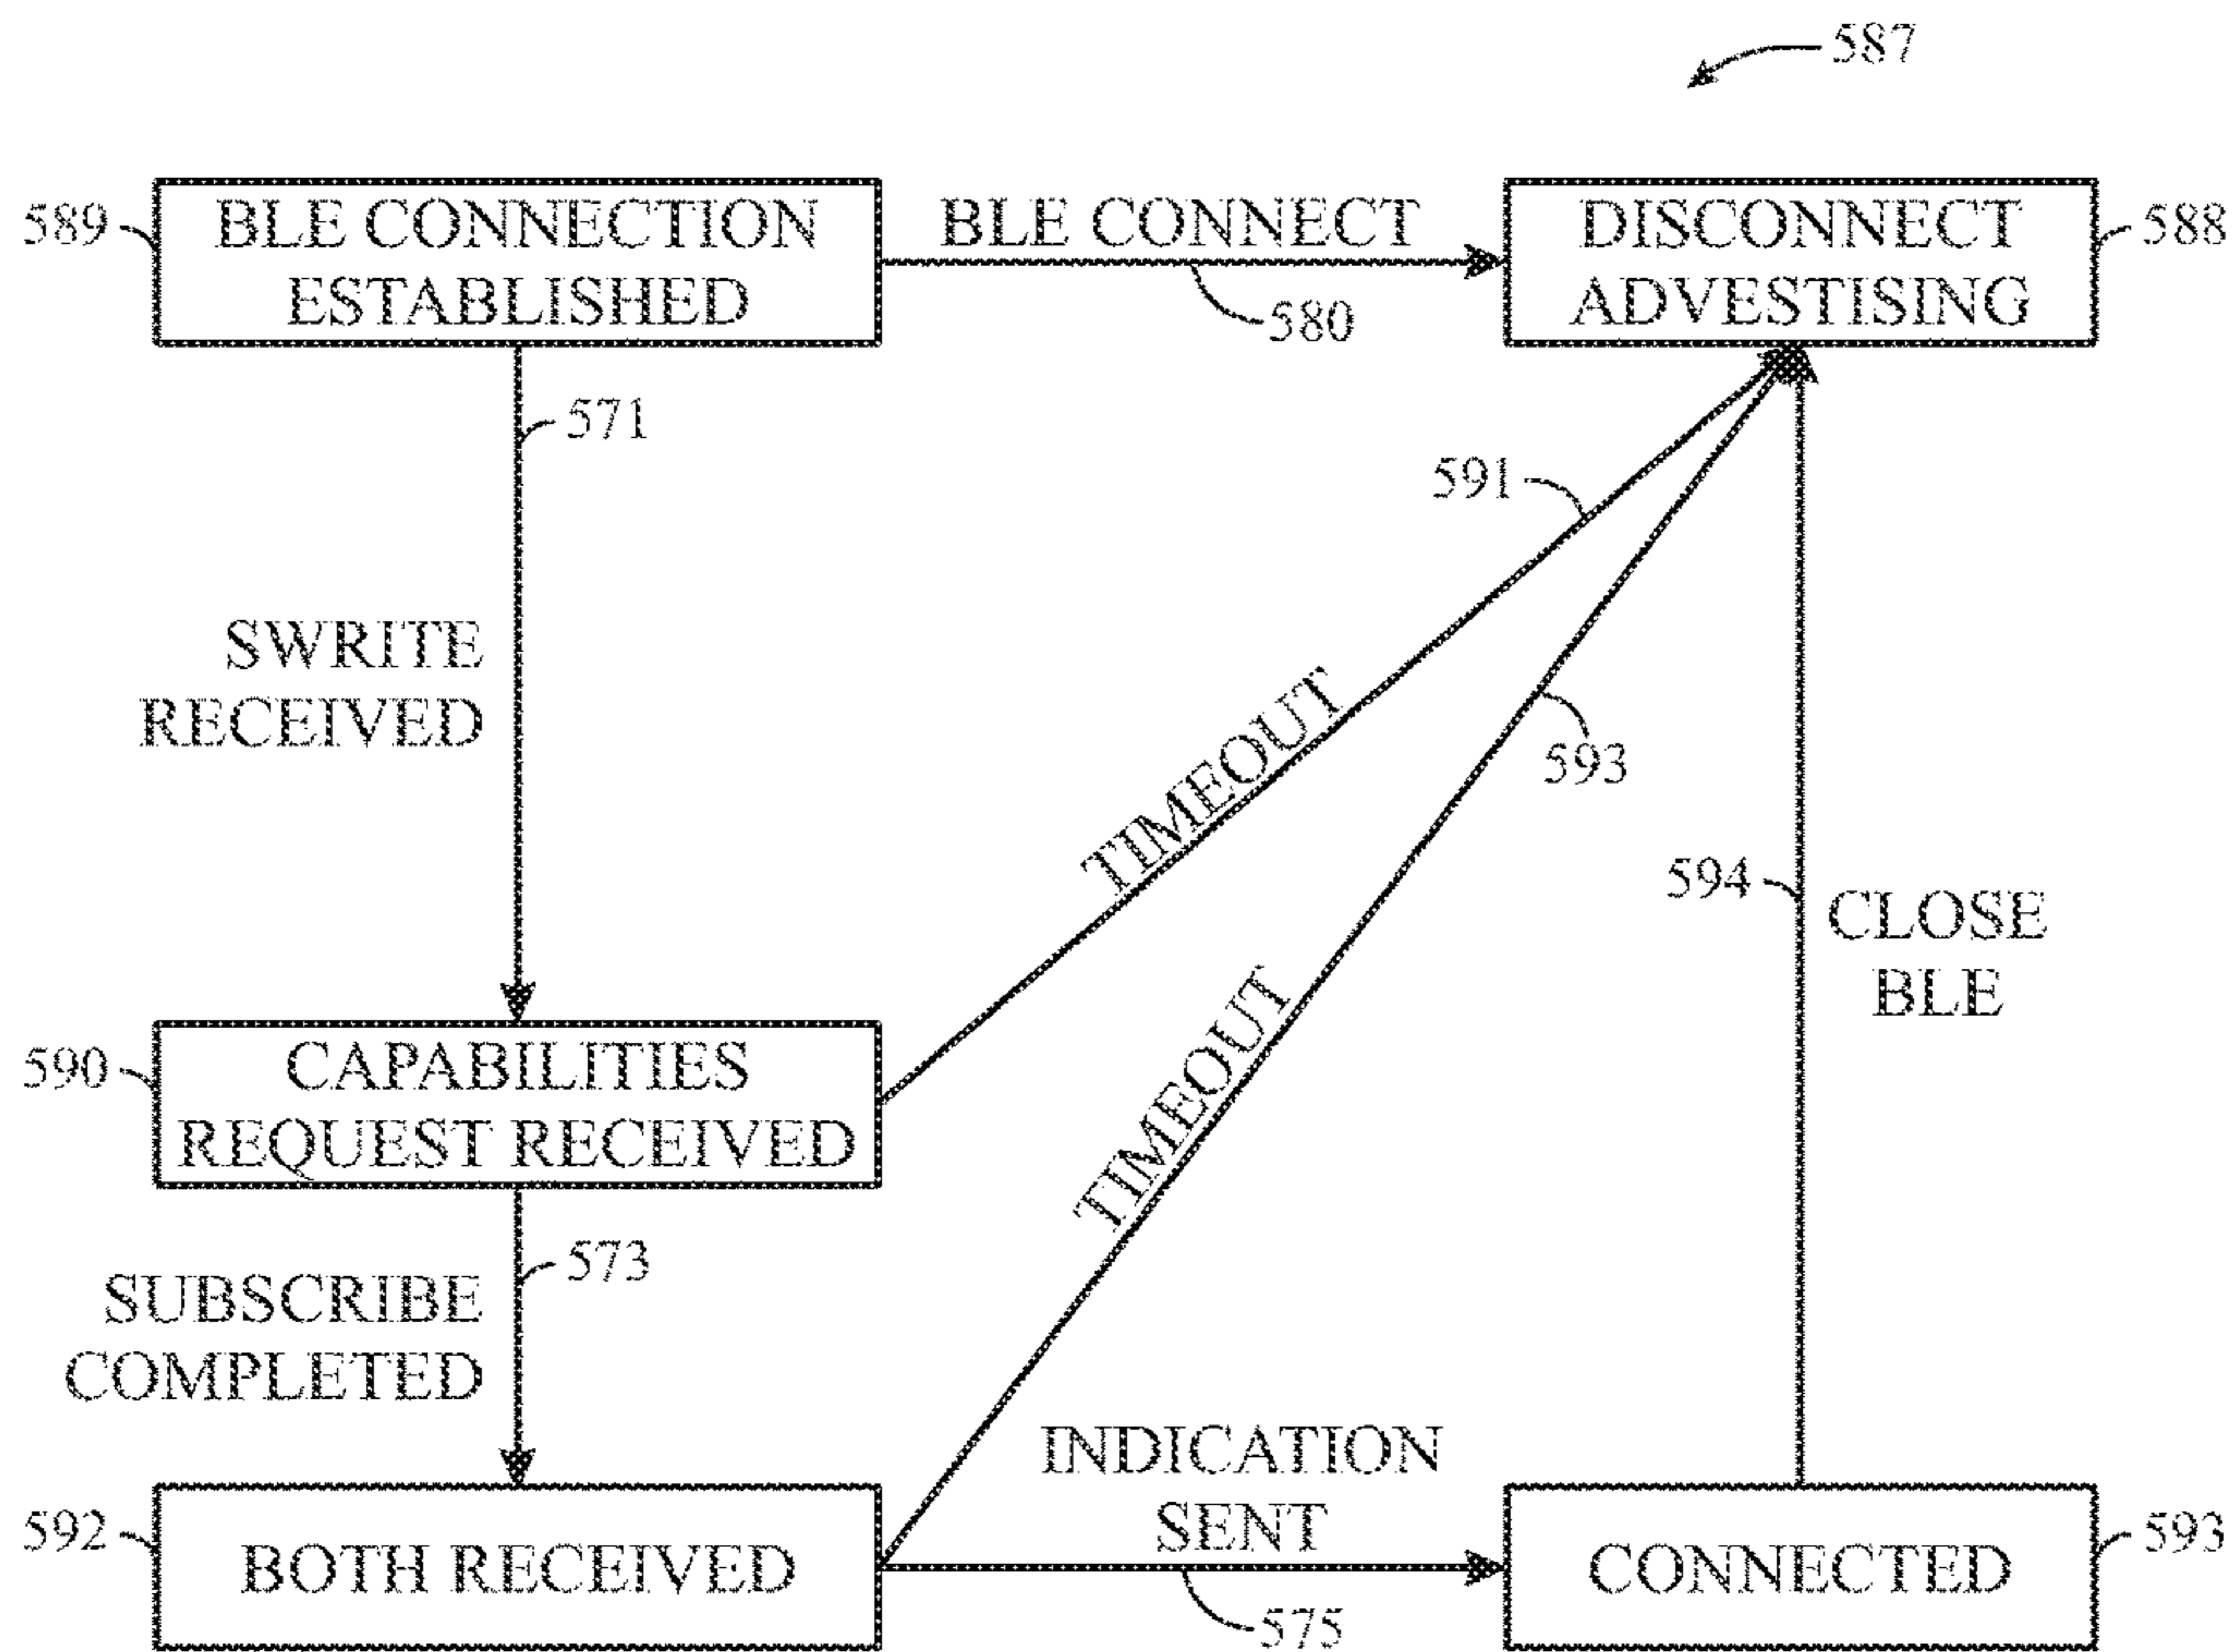 587
589
BLE CONNECTION
ESTABLISHED
BLE CONNECT
580
DISCONNECT
ADVESTISING
588
571
591
SWRITE
RECEIVED
TIMEOUT
593
594
CLOSE
BLE
590
CAPABILITIES
REQUEST RECEIVED
TIMEOUT
573
SUBSCRIBE
COMPLETED
592
BOTH RECEIVED
INDICATION
SENT
575
CONNECTED
593